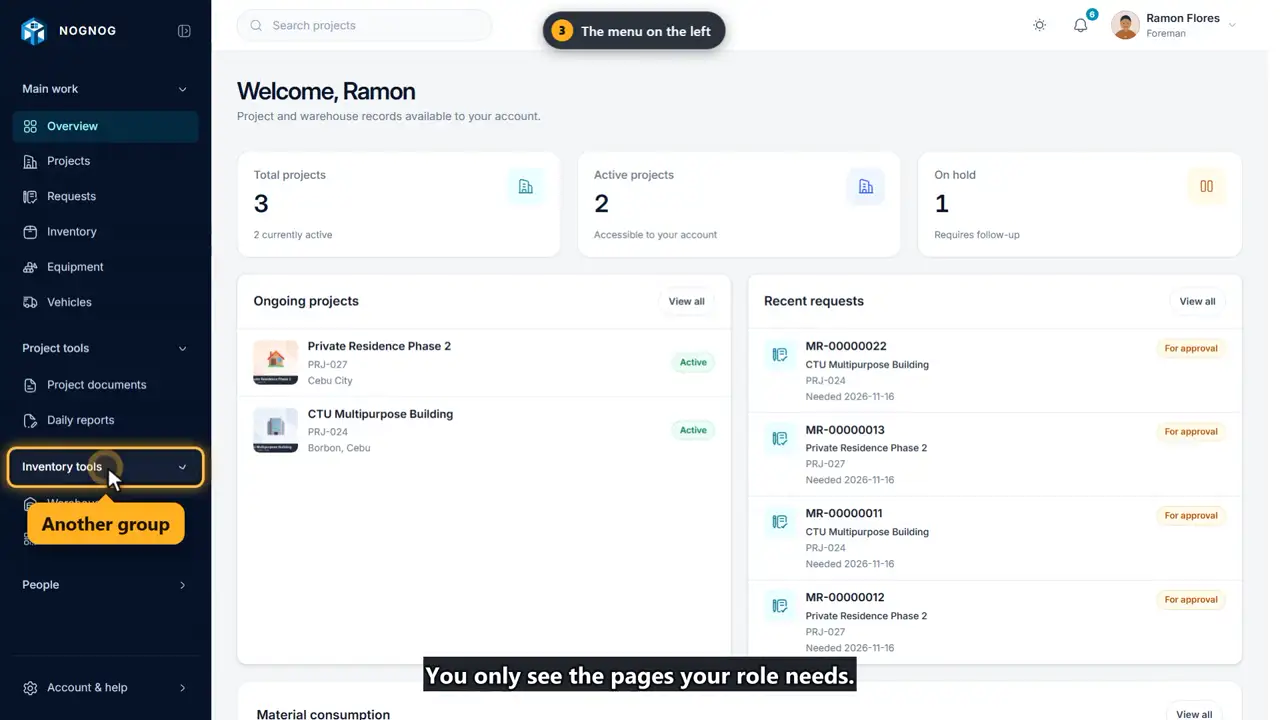 NOGNOG
Search projects
3 The menu on the left
6
Ramon Flores
Foreman
Main work
Overview
Projects
Requests
Inventory
Equipment
Vehicles
Project tools
Project documents
Daily reports
Inventory tools
Another group
People
Account & help
Welcome, Ramon
Project and warehouse records available to your account.
Total projects
3
2 currently active
Active projects
2
Accessible to your account
On hold
1
Requires follow-up
Ongoing projects
View all
Private Residence Phase 2
PRJ-027
Cebu City
Active
CTU Multipurpose Building
PRJ-024
Borbon, Cebu
Active
Recent requests
View all
MR-00000022
CTU Multipurpose Building
PRJ-024
Needed 2026-11-16
For approval
MR-00000013
Private Residence Phase 2
PRJ-027
Needed 2026-11-16
For approval
MR-00000011
CTU Multipurpose Building
PRJ-024
Needed 2026-11-16
For approval
MR-00000012
Private Residence Phase 2
PRJ-027
Needed 2026-11-16
For approval
You only see the pages your role needs.
Material consumption
View all